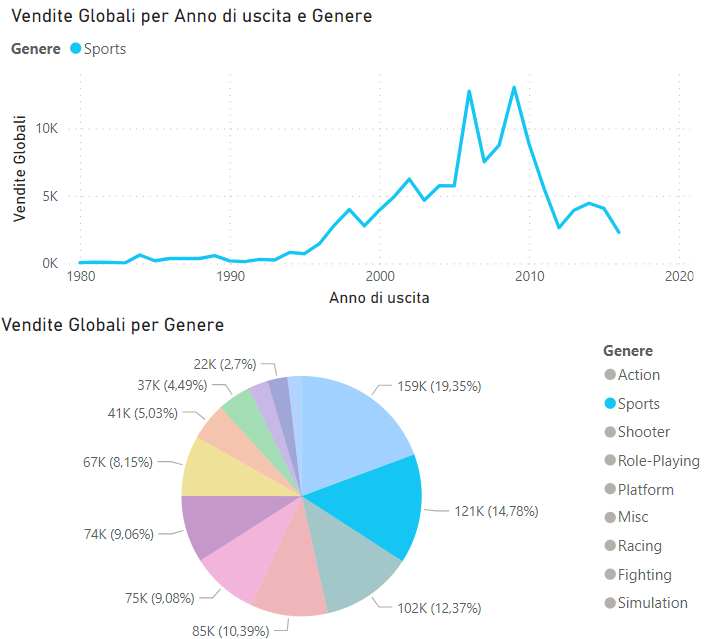 Vendite Globali per Anno di uscita e Genere
Genere Sports
Vendite Globali
10K
5K
0K
1980 1990 2000 2010 2020
Anno di uscita
Vendite Globali per Genere
22K (2,7%)
37K (4,49%)
41K (5,03%)
67K (8,15%)
74K (9,06%)
75K (9,08%)
85K (10,39%)
102K (12,37%)
121K (14,78%)
159K (19,35%)
Genere
Action
Sports
Shooter
Role-Playing
Platform
Misc
Racing
Fighting
Simulation